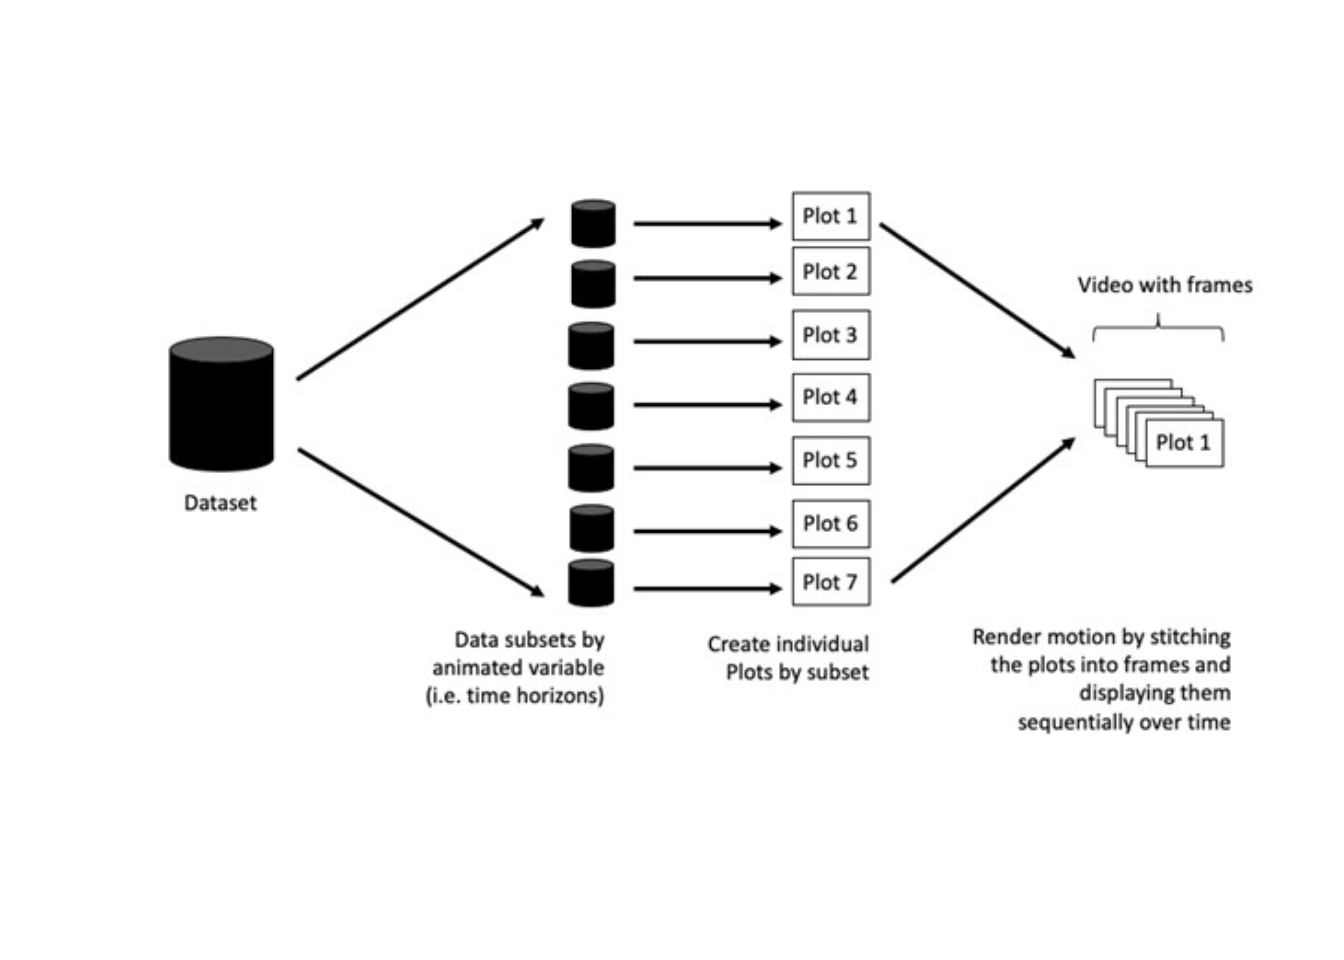 Plot 1
Plot 2
Plot 3
Plot 4
Plot 5
Plot 6
Plot 7
Video with frames
Plot 1
Dataset
Data subsets by
animated variable
(i.e. time horizons)
Create individual
Plots by subset
Render motion by stitching
the plots into frames and
displaying them
sequentially over time